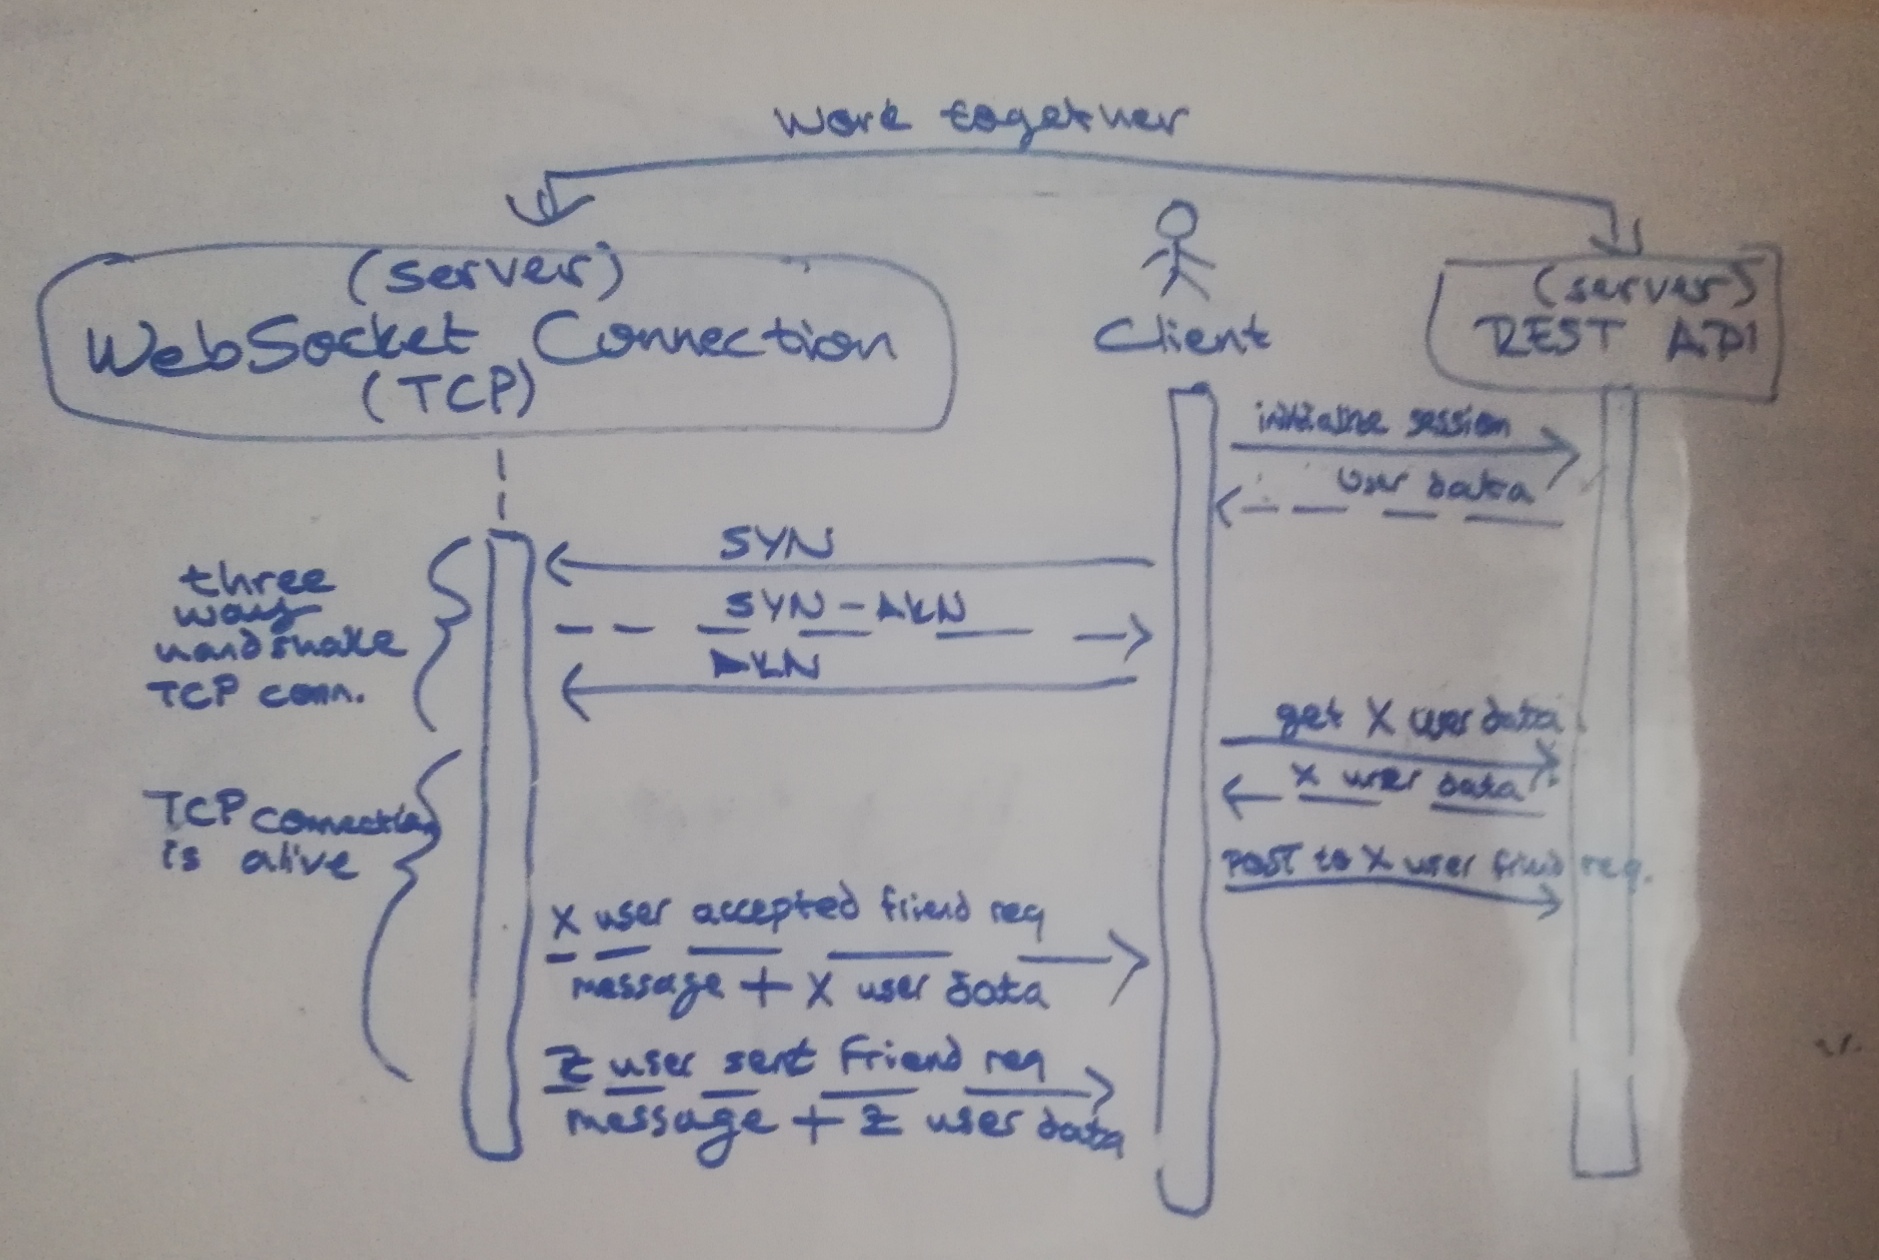 work together
(server)
WebSocket Connection
(TCP)
Client
(server)
REST API
initialise session
User data
three
way
handshake
TCP conn.
SYN
SYN-AKN
AKN
get X user data
X user data
POST to X user friend req.
TCP connection
is alive
X user accepted friend req
message + X user data
Z user sent Friend req
message + Z user data